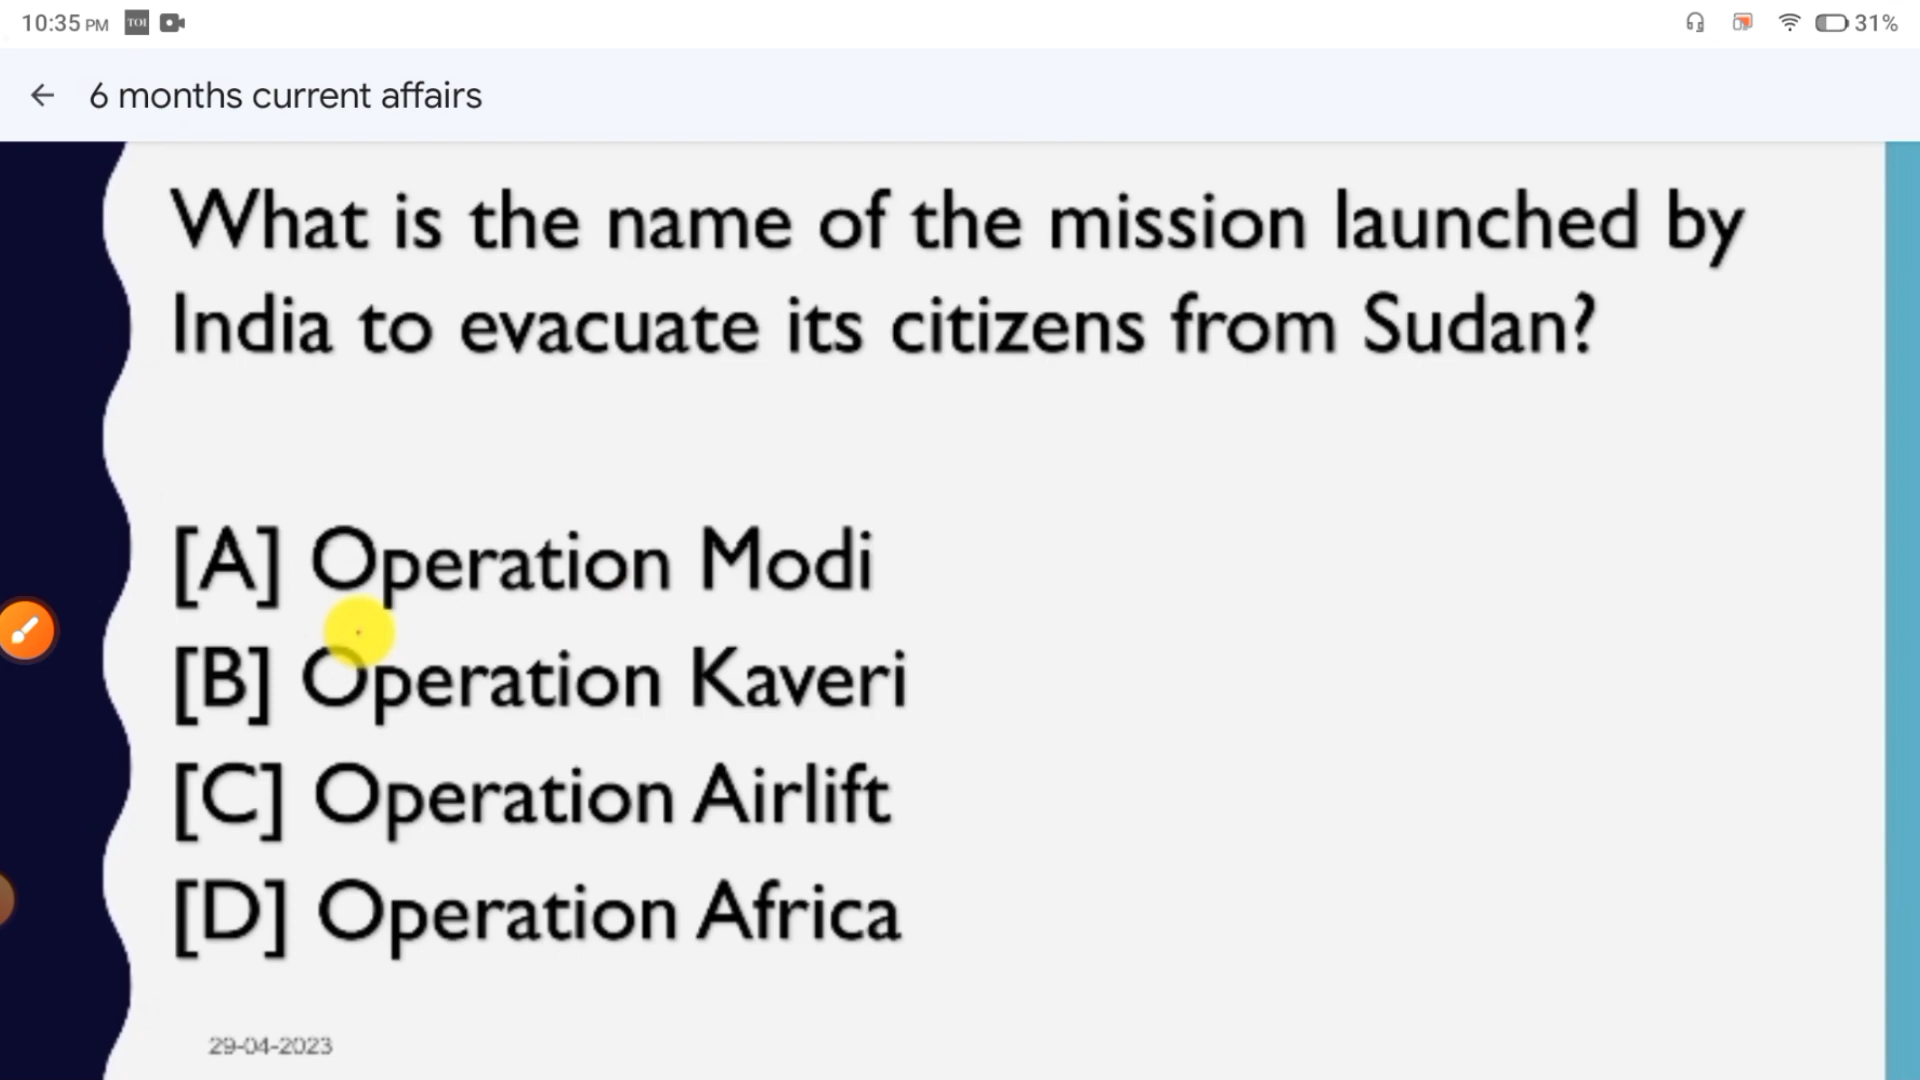 10:35 PM TOI 31%
6 months current affairs
What is the name of the mission launched by
India to evacuate its citizens from Sudan?
[A] Operation Modi
[B] Operation Kaveri
[C] Operation Airlift
[D] Operation Africa
29-04-2023